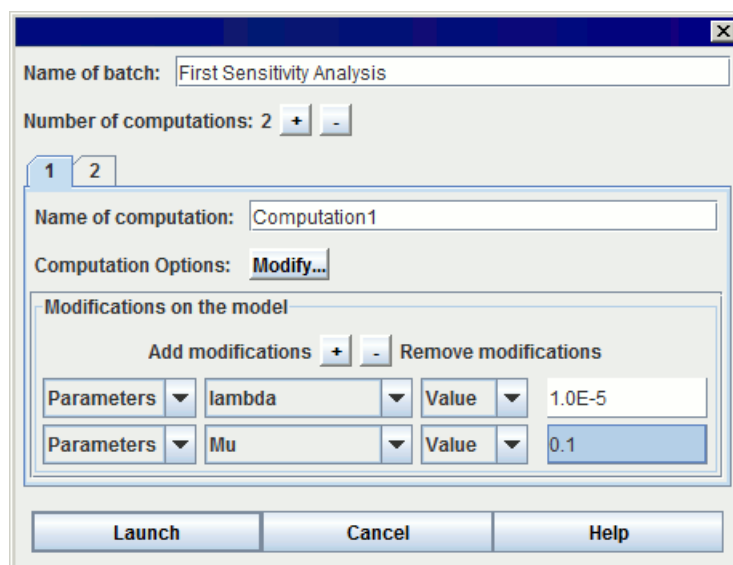 Name of batch: First Sensitivity Analysis
Number of computations: 2 + -
1 2
Name of computation: Computation1
Computation Options: Modify...
Modifications on the model
Add modifications + - Remove modifications
Parameters lambda Value 1.0E-5
Parameters Mu Value 0.1
Launch Cancel Help